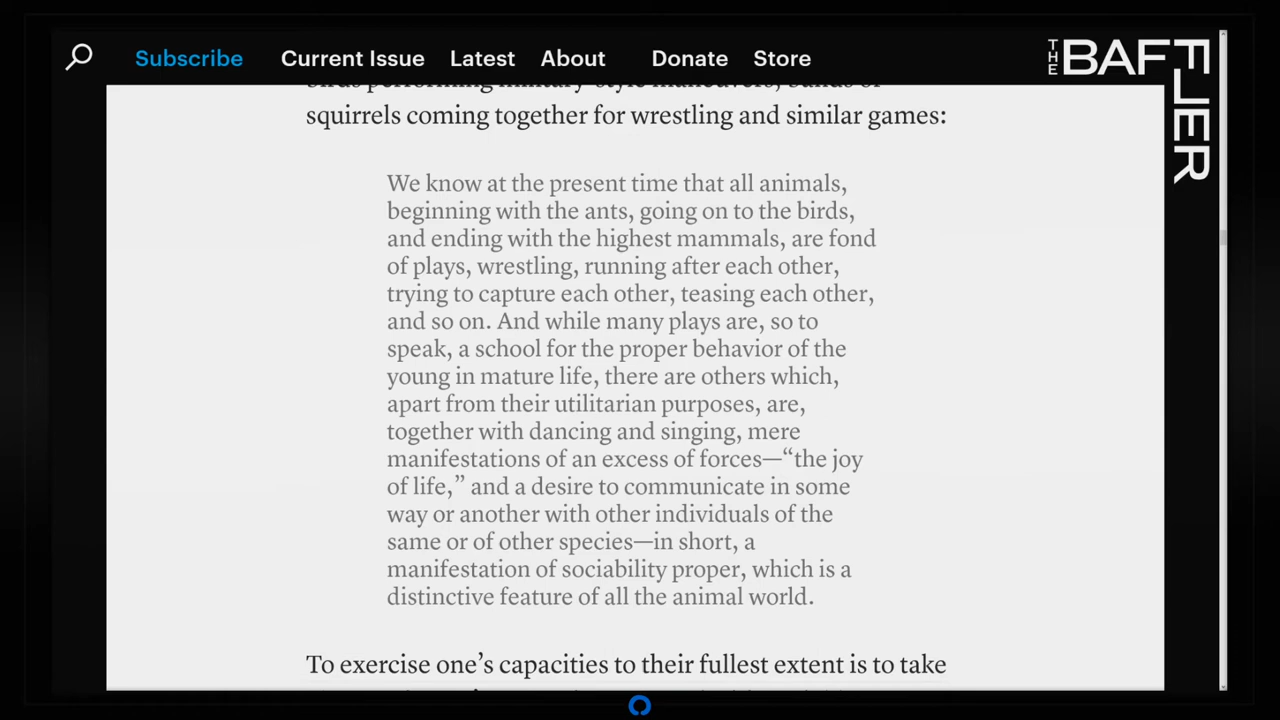 Subscribe Current Issue Latest About Donate Store
THE BAFFLER
birds performing military-style maneuvers, bands of
squirrels coming together for wrestling and similar games:
We know at the present time that all animals,
beginning with the ants, going on to the birds,
and ending with the highest mammals, are fond
of plays, wrestling, running after each other,
trying to capture each other, teasing each other,
and so on. And while many plays are, so to
speak, a school for the proper behavior of the
young in mature life, there are others which,
apart from their utilitarian purposes, are,
together with dancing and singing, mere
manifestations of an excess of forces—“the joy
of life,” and a desire to communicate in some
way or another with other individuals of the
same or of other species—in short, a
manifestation of sociability proper, which is a
distinctive feature of all the animal world.
To exercise one’s capacities to their fullest extent is to take